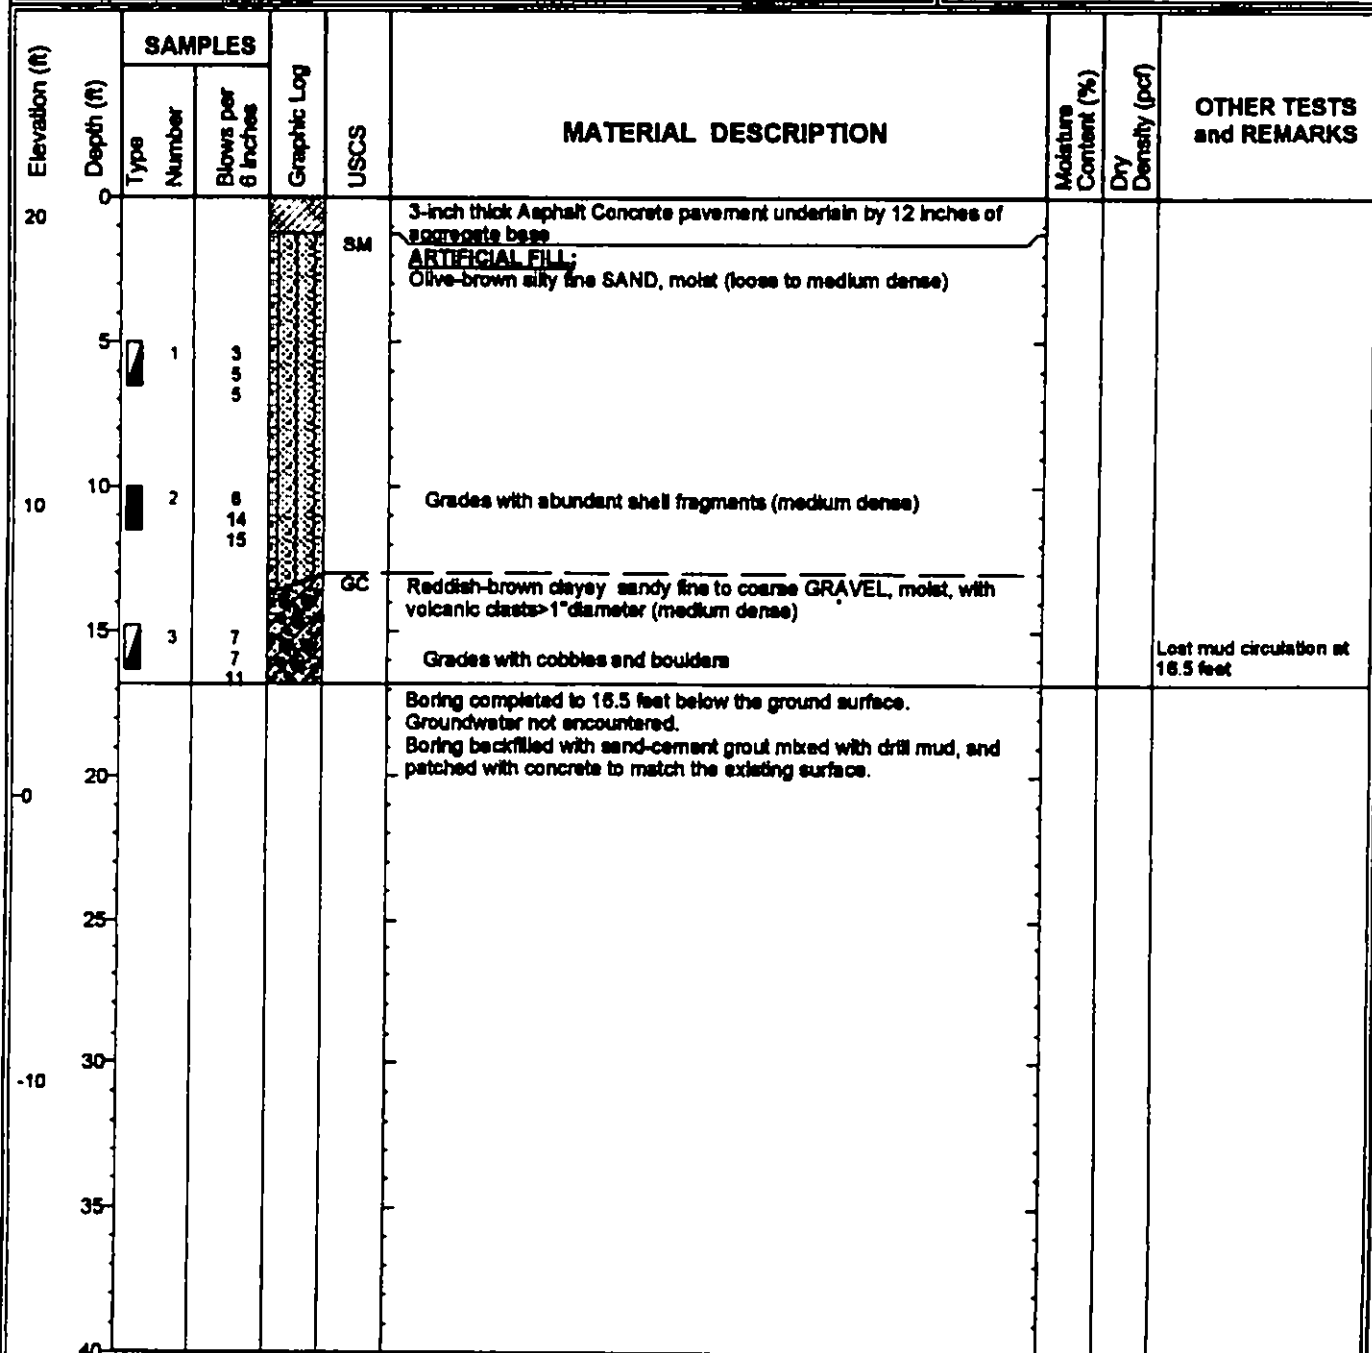 SAMPLES
Elevation (ft)
Depth (ft)
Type
Number
Blows per
6 inches
Graphic Log
USCS
MATERIAL DESCRIPTION
Moisture
Content (%)
Dry
Density (pcf)
OTHER TESTS
and REMARKS
0
20
3-inch thick Asphalt Concrete pavement underlain by 12 inches of
aggregate base
SM
ARTIFICIAL FILL:
Olive-brown silty fine SAND, moist (loose to medium dense)
5
1
3
5
5
10
10
2
6
14
15
Grades with abundant shell fragments (medium dense)
GC
Reddish-brown clayey sandy fine to coarse GRAVEL, moist, with
volcanic clasts>1"diameter (medium dense)
15
3
7
7
11
Grades with cobbles and boulders
Lost mud circulation at
16.5 feet
Boring completed to 16.5 feet below the ground surface.
Groundwater not encountered.
Boring backfilled with sand-cement grout mixed with drill mud, and
patched with concrete to match the existing surface.
20
0
25
30
-10
35
40